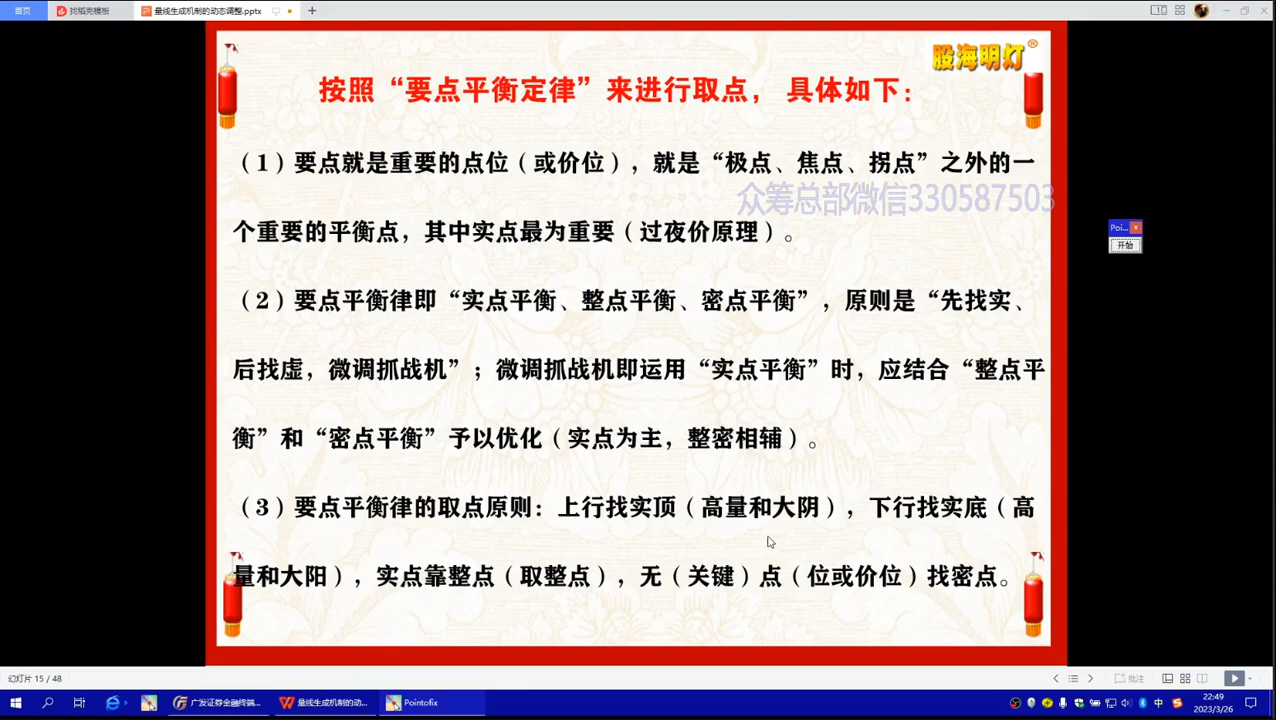 首页
找稻壳模板
量线生成机制的动态调整.pptx
股海明灯®
按照“要点平衡定律”来进行取点， 具体如下：
（1）要点就是重要的点位（或价位），就是“极点、焦点、拐点”之外的一
众筹总部微信330587503
个重要的平衡点，其中实点最为重要（过夜价原理）。
Poi...
开始
（2）要点平衡律即“实点平衡、整点平衡、密点平衡”，原则是“先找实、
后找虚，微调抓战机”；微调抓战机即运用“实点平衡”时，应结合“整点平
衡”和“密点平衡”予以优化（实点为主，整密相辅）。
（3）要点平衡律的取点原则：上行找实顶（高量和大阴），下行找实底（高
量和大阳），实点靠整点（取整点），无（关键）点（位或价位）找密点。
幻灯片 15 / 48
批注
广发证券金融终端...
量线生成机制的动...
Pointofix
中
22:49
2023/3/26